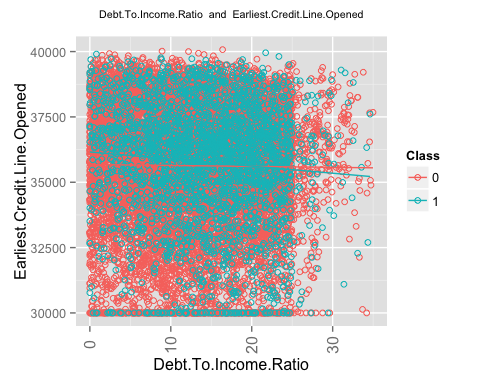 Debt.To.Income.Ratio and Earliest.Credit.Line.Opened
40000
37500
35000
32500
30000
Earliest.Credit.Line.Opened
0
10
20
30
Debt.To.Income.Ratio
Class
0
1